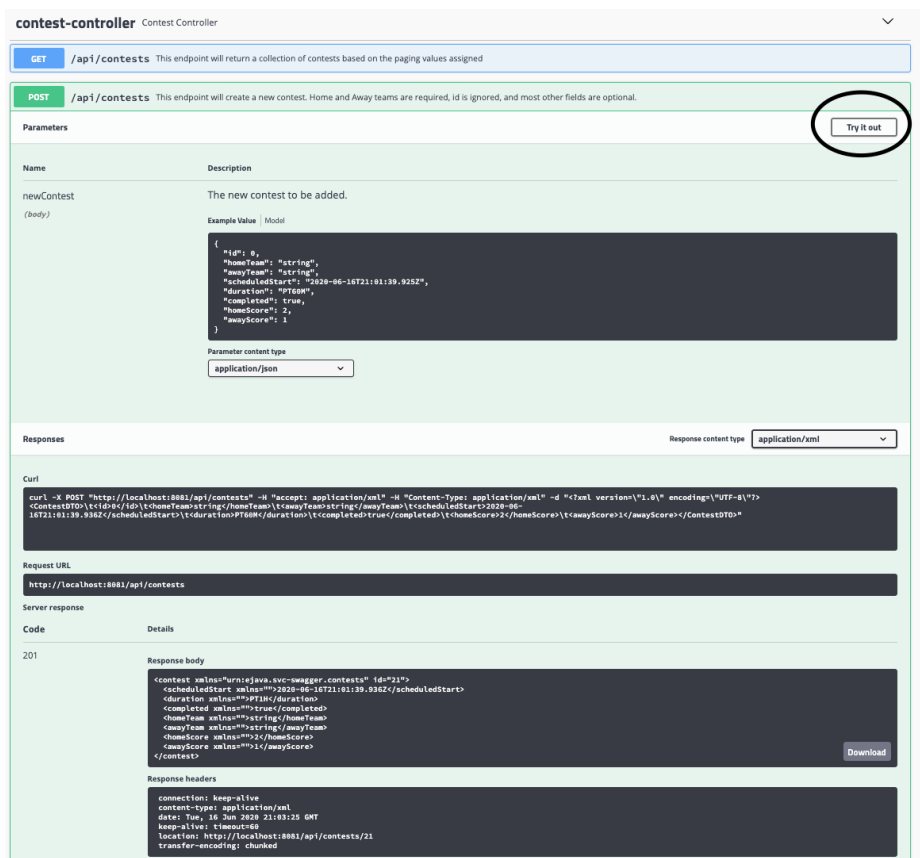 contest-controller Contest Controller
GET /api/contests This endpoint will return a collection of contests based on the paging values assigned
POST /api/contests This endpoint will create a new contest. Home and Away teams are required, id is ignored, and most other fields are optional.
Parameters Try it out
Name Description
newContest The new contest to be added.
(body)
Example Value Model
{
"id": 0,
"homeTeam": "string",
"awayTeam": "string",
"scheduledStart": "2020-06-16T21:01:39.925Z",
"duration": "PT60M",
"completed": true,
"homeScore": 2,
"awayScore": 1
}
Parameter content type
application/json
Responses Response content type application/xml
Curl
curl -X POST "http://localhost:8081/api/contests" -H "accept: application/xml" -H "Content-Type: application/xml" -d "<?xml version=\"1.0\" encoding=\"UTF-8\"?>
<ContestDTO>\t<id>0</id>\t<homeTeam>string</homeTeam>\t<awayTeam>string</awayTeam>\t<scheduledStart>2020-06-
16T21:01:39.936Z</scheduledStart>\t<duration>PT60M</duration>\t<completed>true</completed>\t<homeScore>2</homeScore>\t<awayScore>1</awayScore></ContestDTO>"
Request URL
http://localhost:8081/api/contests
Server response
Code Details
201
Response body
<contest xmlns="urn:ejava.svc-swagger.contests" id="21">
<scheduledStart xmlns="">2020-06-16T21:01:39.936Z</scheduledStart>
<duration xmlns="">PT1H</duration>
<completed xmlns="">true</completed>
<homeTeam xmlns="">string</homeTeam>
<awayTeam xmlns="">string</awayTeam>
<homeScore xmlns="">2</homeScore>
<awayScore xmlns="">1</awayScore>
</contest>
Download
Response headers
connection: keep-alive
content-type: application/xml
date: Tue, 16 Jun 2020 21:03:25 GMT
keep-alive: timeout=60
location: http://localhost:8081/api/contests/21
transfer-encoding: chunked